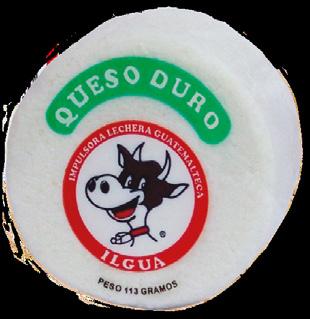 QUESO DURO
IMPULSORA LECHERA GUATEMALTECA
®
ILGUA
PESO 113 GRAMOS